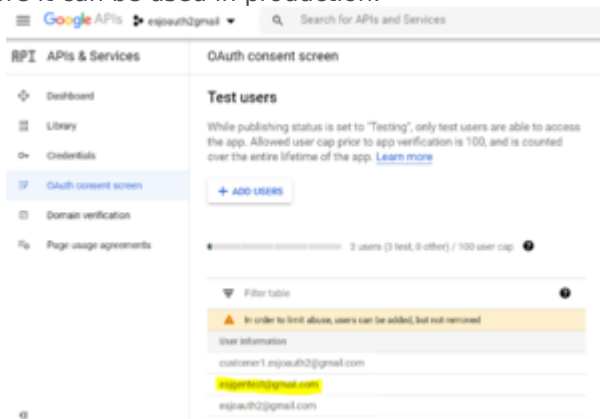 re it can be used in production.
Google APIs esjoauth2gmail Search for APIs and Services
API APIs & Services OAuth consent screen
Dashboard
Library
Credentials
OAuth consent screen
Domain verification
Page usage agreements
Test users
While publishing status is set to "Testing", only test users are able to access
the app. Allowed user cap prior to app verification is 100, and is counted
over the entire lifetime of the app. Learn more
+ ADD USERS
3 users (3 test, 0 other) / 100 user cap
Filter table
In order to limit abuse, users can be added, but not removed
User information
customer1.esjoauth2@gmail.com
esjoauth2@gmail.com